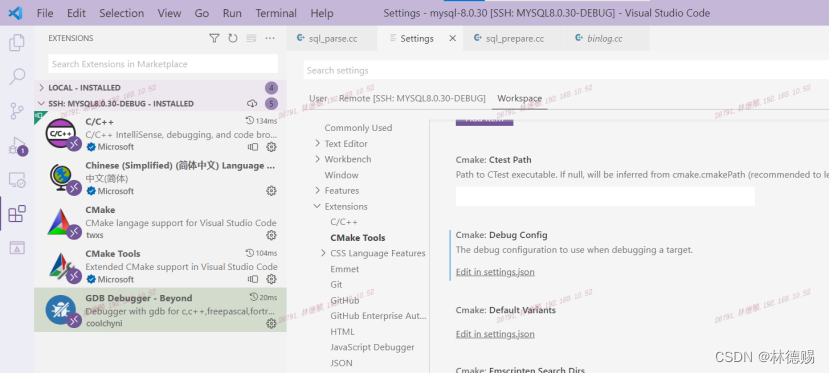 File Edit Selection View Go Run Terminal Help Settings - mysql-8.0.30 [SSH: MYSQL8.0.30-DEBUG] - Visual Studio Code
EXTENSIONS
Search Extensions in Marketplace
LOCAL - INSTALLED 4
SSH: MYSQL8.0.30-DEBUG - INSTALLED 5
C/C++ 134ms
C/C++ IntelliSense, debugging, and code bro...
Microsoft
Chinese (Simplified) (简体中文) Language ...
中文(简体)
Microsoft
CMake
CMake langage support for Visual Studio Code
twxs
CMake Tools 104ms
Extended CMake support in Visual Studio Code
Microsoft
GDB Debugger - Beyond 20ms
Debugger with gdb for c,c++,freepascal,fortr...
coolchyni
1
sql_parse.cc Settings sql_prepare.cc binlog.cc
Search settings
User Remote [SSH: MYSQL8.0.30-DEBUG] Workspace
Commonly Used
Text Editor
Workbench
Window
Features
Extensions
C/C++
CMake Tools
CSS Language Features
Emmet
Git
GitHub
GitHub Enterprise Aut...
HTML
JavaScript Debugger
JSON
Cmake: Ctest Path
Path to CTest executable. If null, will be inferred from cmake.cmakePath (recommended to le
Cmake: Debug Config
The debug configuration to use when debugging a target.
Edit in settings.json
Cmake: Default Variants
Edit in settings.json
Cmake: Emscripten Search Dirs
CSDN @林德赐